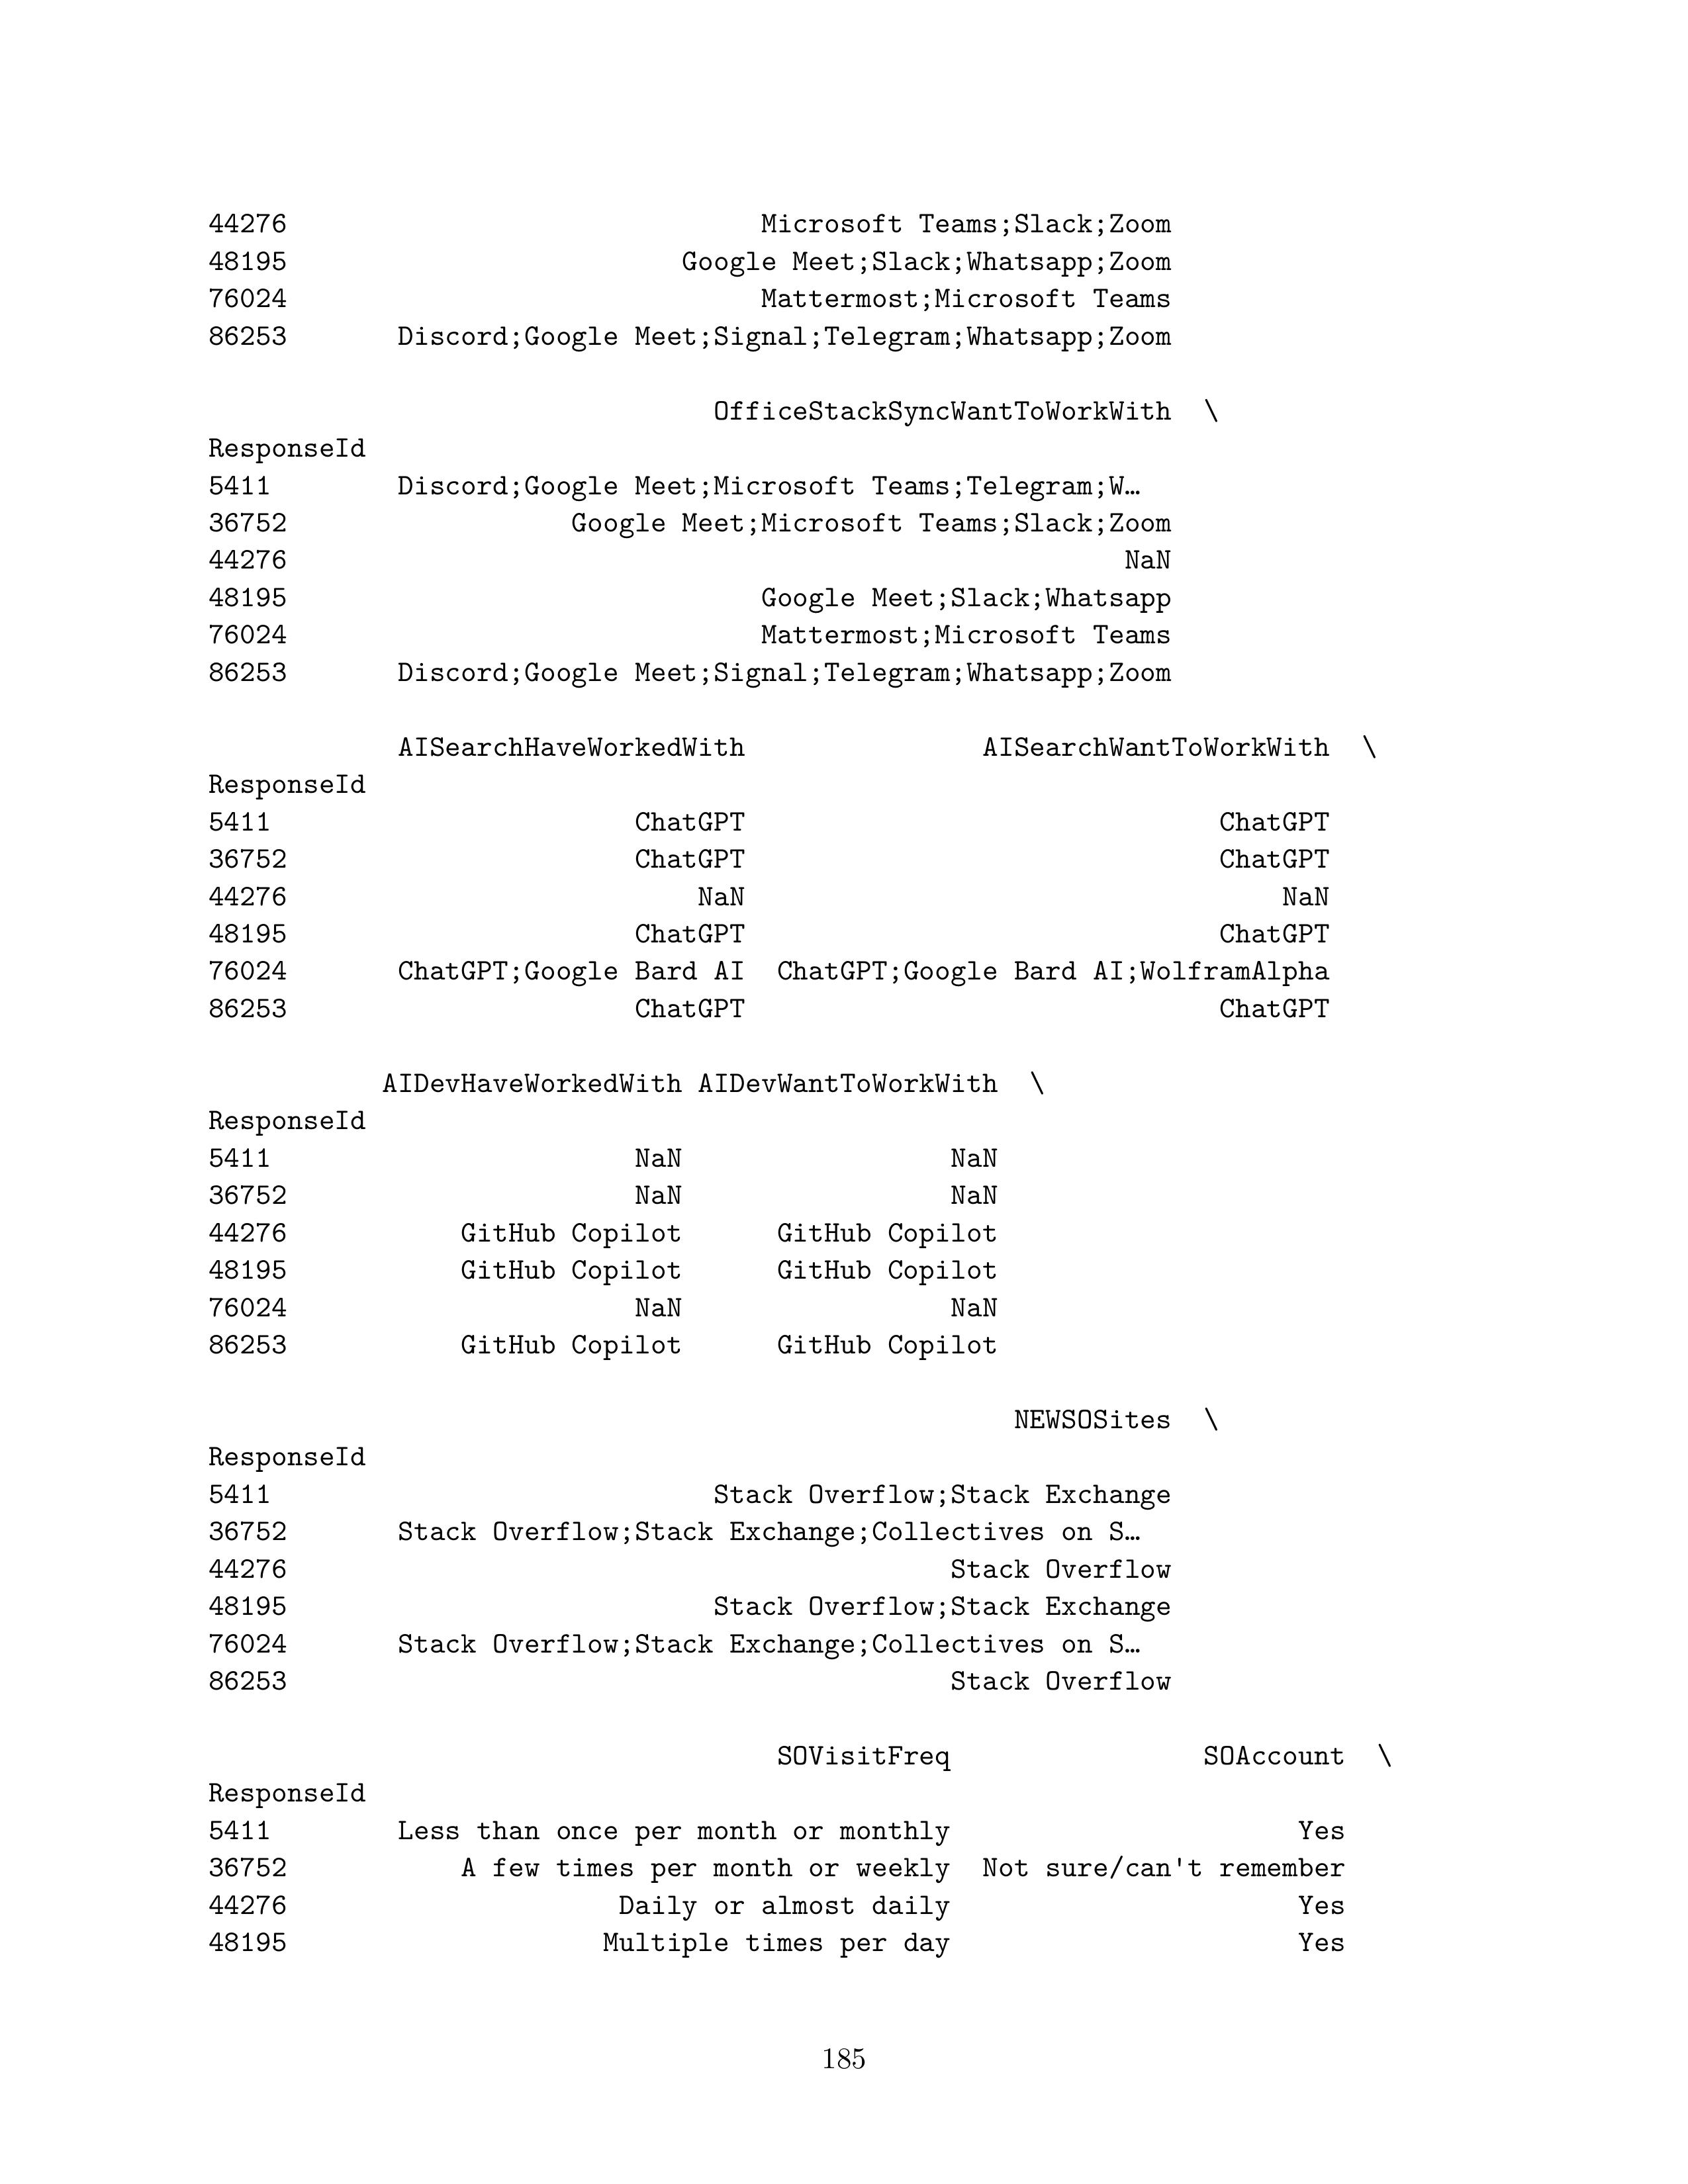 44276 Microsoft Teams;Slack;Zoom
48195 Google Meet;Slack;Whatsapp;Zoom
76024 Mattermost;Microsoft Teams
86253 Discord;Google Meet;Signal;Telegram;Whatsapp;Zoom
OfficeStackSyncWantToWorkWith \
ResponseId
5411 Discord;Google Meet;Microsoft Teams;Telegram;W…
36752 Google Meet;Microsoft Teams;Slack;Zoom
44276 NaN
48195 Google Meet;Slack;Whatsapp
76024 Mattermost;Microsoft Teams
86253 Discord;Google Meet;Signal;Telegram;Whatsapp;Zoom
AISearchHaveWorkedWith AISearchWantToWorkWith \
ResponseId
5411 ChatGPT ChatGPT
36752 ChatGPT ChatGPT
44276 NaN NaN
48195 ChatGPT ChatGPT
76024 ChatGPT;Google Bard AI ChatGPT;Google Bard AI;WolframAlpha
86253 ChatGPT ChatGPT
AIDevHaveWorkedWith AIDevWantToWorkWith \
ResponseId
5411 NaN NaN
36752 NaN NaN
44276 GitHub Copilot GitHub Copilot
48195 GitHub Copilot GitHub Copilot
76024 NaN NaN
86253 GitHub Copilot GitHub Copilot
NEWSOSites \
ResponseId
5411 Stack Overflow;Stack Exchange
36752 Stack Overflow;Stack Exchange;Collectives on S…
44276 Stack Overflow
48195 Stack Overflow;Stack Exchange
76024 Stack Overflow;Stack Exchange;Collectives on S…
86253 Stack Overflow
SOVisitFreq SOAccount \
ResponseId
5411 Less than once per month or monthly Yes
36752 A few times per month or weekly Not sure/can't remember
44276 Daily or almost daily Yes
48195 Multiple times per day Yes
185